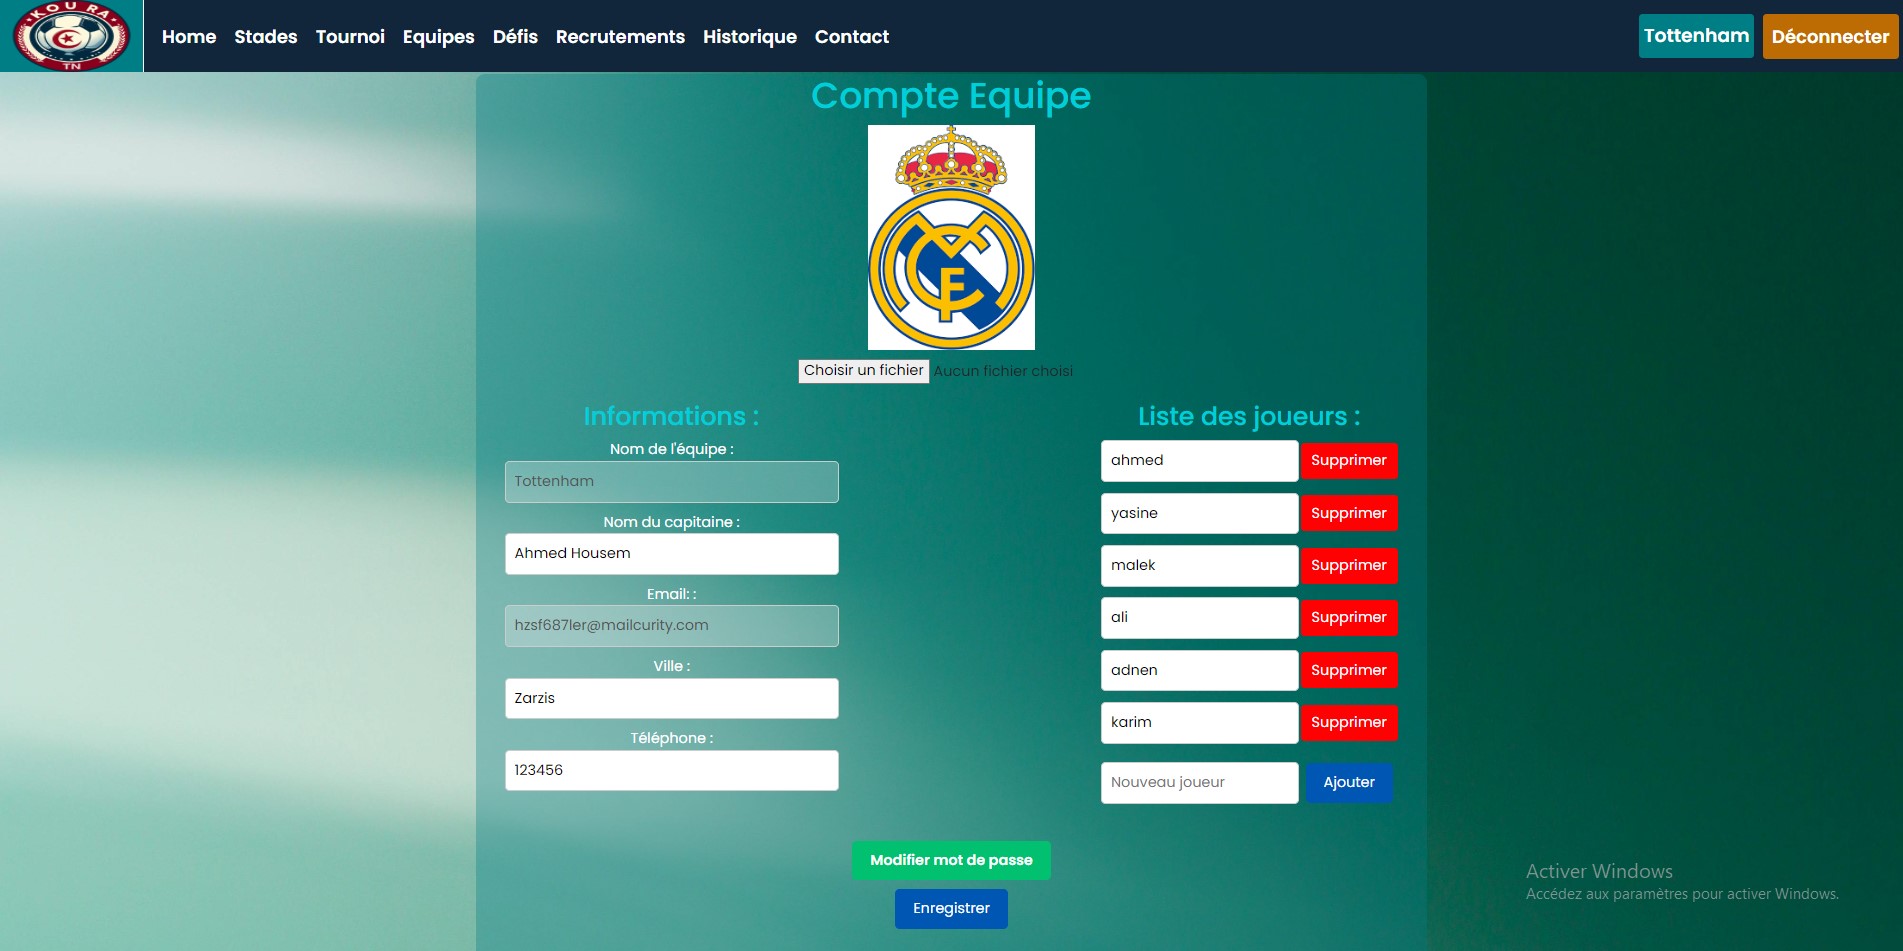 KOURA
TN
Home Stades Tournoi Equipes Défis Recrutements Historique Contact
Tottenham
Déconnecter
Compte Equipe
MCF
Choisir un fichier Aucun fichier choisi
Informations :
Nom de l'équipe :
Tottenham
Nom du capitaine :
Ahmed Housem
Email: :
hzsf687ler@mailcurity.com
Ville :
Zarzis
Téléphone :
123456
Liste des joueurs :
ahmed Supprimer
yasine Supprimer
malek Supprimer
ali Supprimer
adnen Supprimer
karim Supprimer
Nouveau joueur Ajouter
Modifier mot de passe
Enregistrer
Activer Windows
Accédez aux paramètres pour activer Windows.